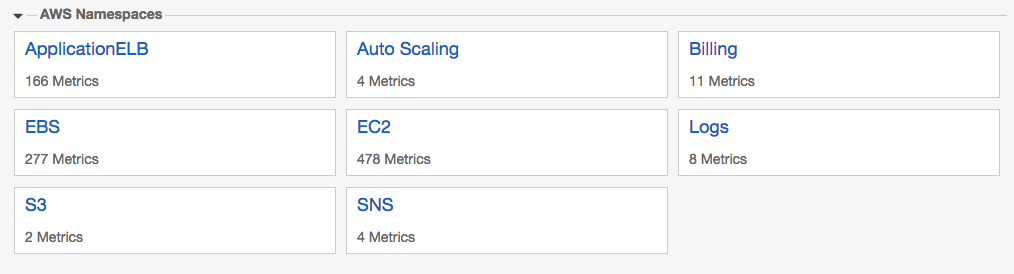 AWS Namespaces
ApplicationELB
166 Metrics
Auto Scaling
4 Metrics
Billing
11 Metrics
EBS
277 Metrics
EC2
478 Metrics
Logs
8 Metrics
S3
2 Metrics
SNS
4 Metrics